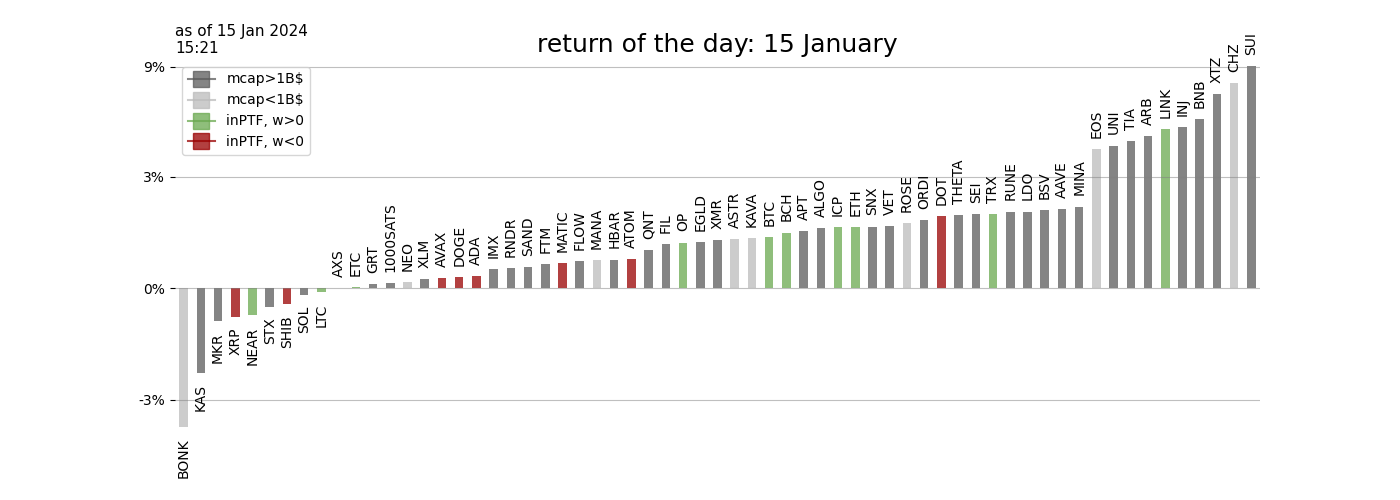 as of 15 Jan 2024
15:21
return of the day: 15 January
9%
3%
0%
-3%
mcap>1B$
mcap<1B$
inPTF, w>0
inPTF, w<0
BONK
KAS
MKR
XRP
NEAR
STX
SHIB
SOL
LTC
AXS
ETC
GRT
1000SATS
NEO
XLM
AVAX
DOGE
ADA
IMX
RNDR
SAND
FTM
MATIC
FLOW
MANA
HBAR
ATOM
QNT
FIL
OP
EGLD
XMR
ASTR
KAVA
BTC
BCH
APT
ALGO
ICP
ETH
SNX
VET
ROSE
ORDI
DOT
THETA
SEI
TRX
RUNE
LDO
BSV
AAVE
MINA
EOS
UNI
TIA
ARB
LINK
INJ
BNB
XTZ
CHZ
SUI